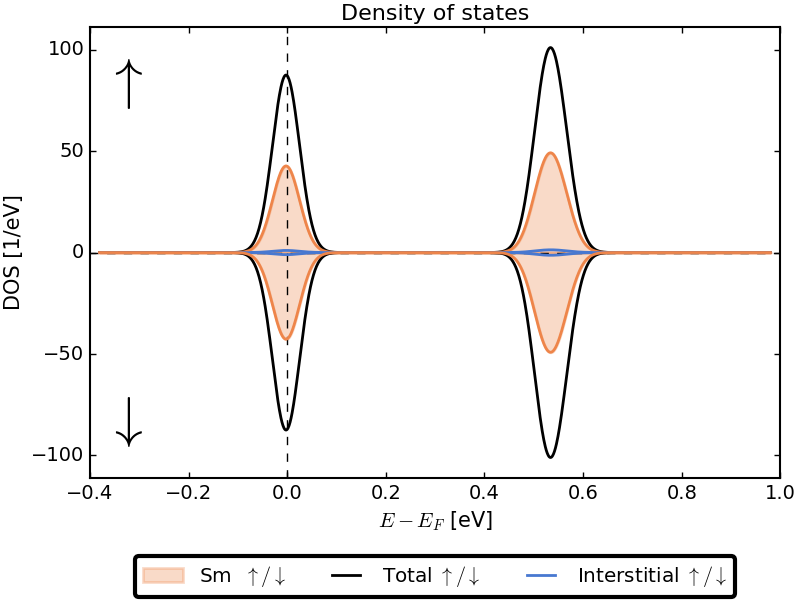 Density of states
DOS [1/eV]
100
50
0
−50
−100
↑
↓
−0.4 −0.2 0.0 0.2 0.4 0.6 0.8 1.0
E − E_F [eV]
Sm ↑/↓ Total ↑/↓ Interstitial ↑/↓